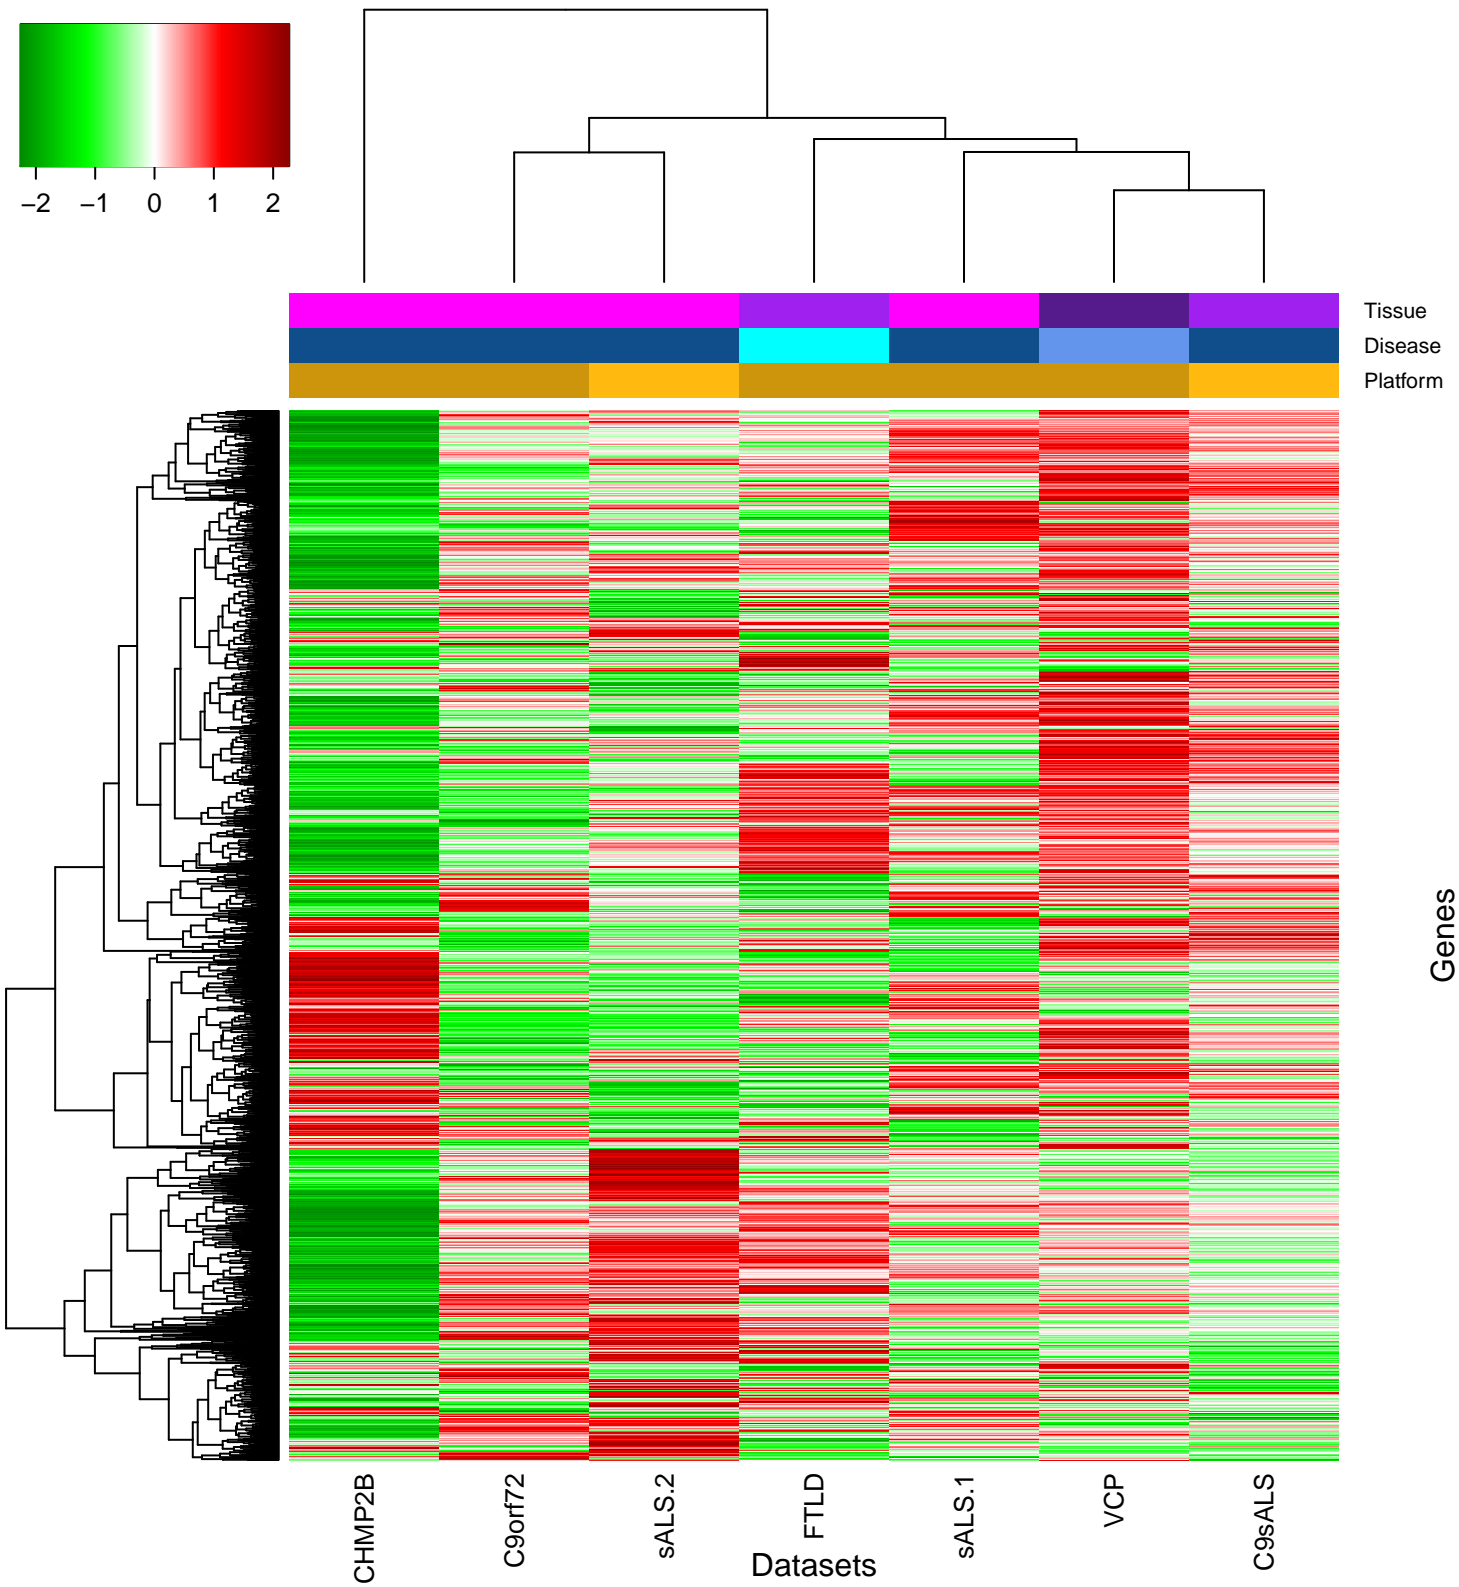 −2 −1 0 1 2
Tissue
Disease
Platform
Genes
CHMP2B
C9orf72
sALS.2
FTLD
sALS.1
VCP
C9sALS
Datasets